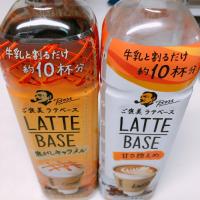 牛乳と割るだけ
約10杯分
Boss
ご褒美ラテベース
LATTE
BASE
焦がしキャラメル
牛乳と割るだけ
約10杯分
Boss
ご褒美ラテベース
LATTE
BASE
甘さ控えめ